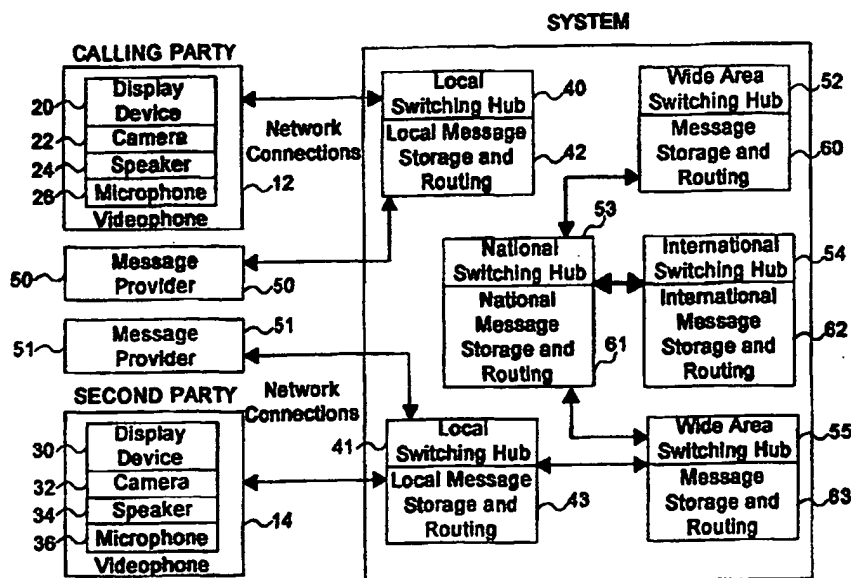 SYSTEM
CALLING PARTY
20
Display
Device
22
Camera
24
Speaker
26
Microphone
Videophone
12
Network
Connections
Local
Switching Hub
40
Local Message
Storage and
Routing
42
Wide Area
Switching Hub
52
Message
Storage and
Routing
60
50
Message
Provider
50
51
Message
Provider
51
National
Switching Hub
53
National
Message
Storage and
Routing
61
International
Switching Hub
54
International
Message
Storage and
Routing
62
SECOND PARTY
30
Display
Device
32
Camera
34
Speaker
36
Microphone
Videophone
14
Network
Connections
41
Local
Switching Hub
Local Message
Storage and
Routing
43
Wide Area
Switching Hub
55
Message
Storage and
Routing
63